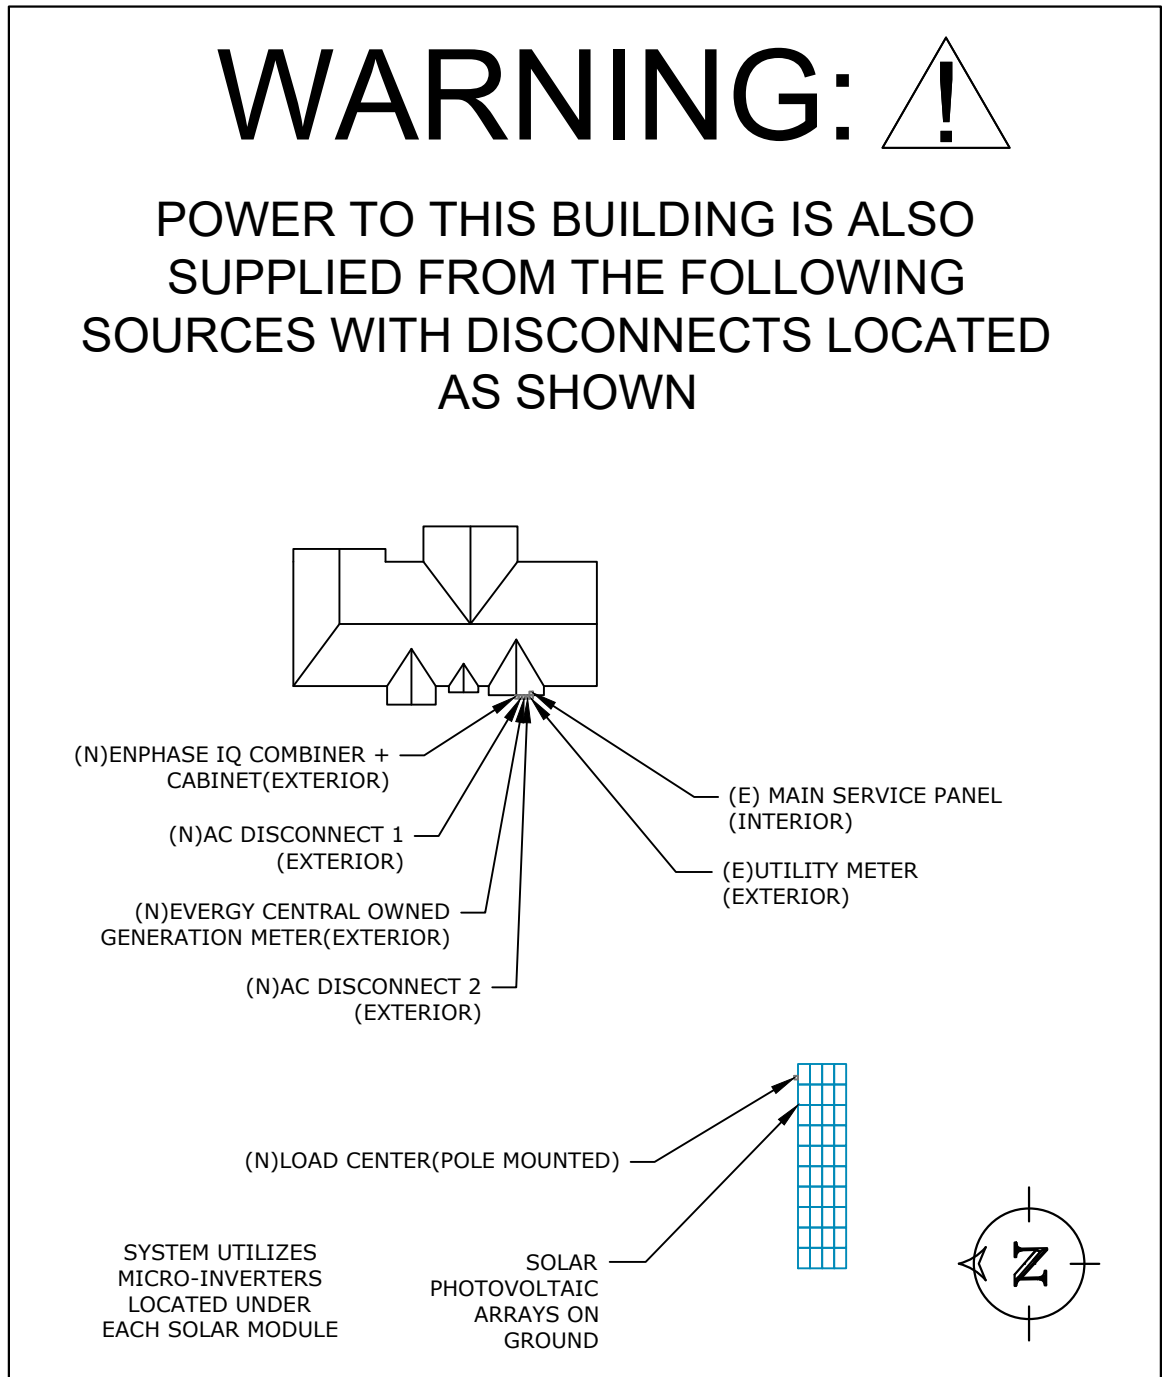 WARNING: !
POWER TO THIS BUILDING IS ALSO
SUPPLIED FROM THE FOLLOWING
SOURCES WITH DISCONNECTS LOCATED
AS SHOWN
(N)ENPHASE IQ COMBINER +
CABINET(EXTERIOR)
(E) MAIN SERVICE PANEL
(INTERIOR)
(N)AC DISCONNECT 1
(EXTERIOR)
(E)UTILITY METER
(EXTERIOR)
(N)EVERGY CENTRAL OWNED
GENERATION METER(EXTERIOR)
(N)AC DISCONNECT 2
(EXTERIOR)
(N)LOAD CENTER(POLE MOUNTED)
SYSTEM UTILIZES
MICRO-INVERTERS
LOCATED UNDER
EACH SOLAR MODULE
SOLAR
PHOTOVOLTAIC
ARRAYS ON
GROUND
N